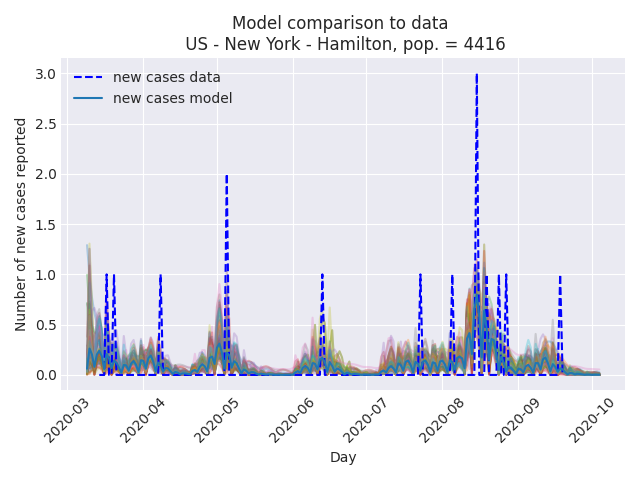 Model comparison to data
US - New York - Hamilton, pop. = 4416
new cases data
new cases model
Number of new cases reported
3.0
2.5
2.0
1.5
1.0
0.5
0.0
2020-03
2020-04
2020-05
2020-06
2020-07
2020-08
2020-09
2020-10
Day